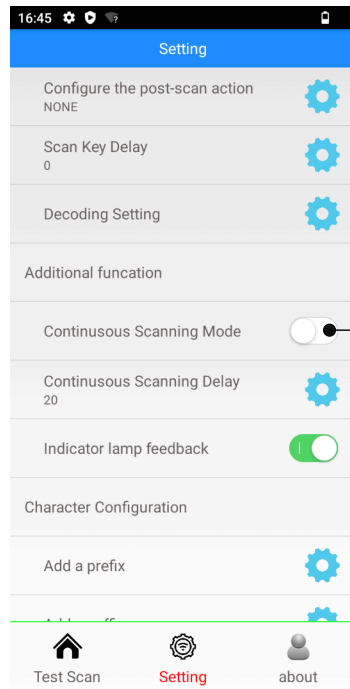 16:45
Setting
Configure the post-scan action
NONE
Scan Key Delay
0
Decoding Setting
Additional funcation
Continusous Scanning Mode
Continusous Scanning Delay
20
Indicator lamp feedback
Character Configuration
Add a prefix
Test Scan Setting about